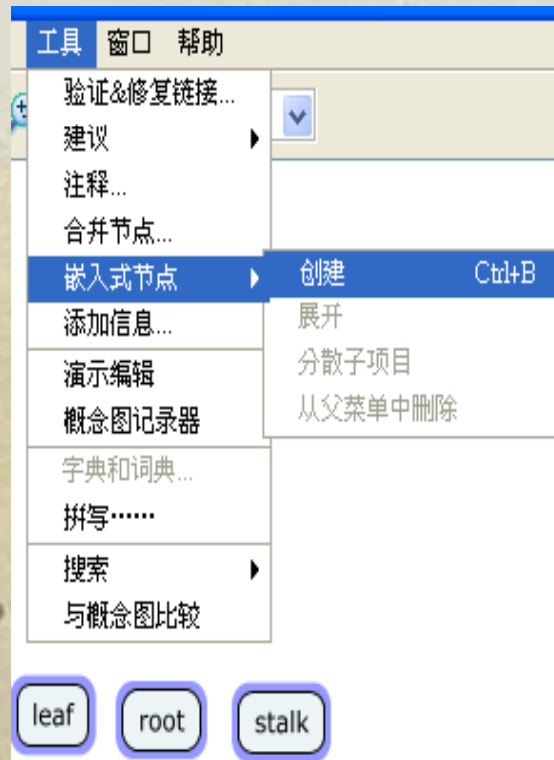 工具 窗口 帮助
验证&修复链接...
建议
注释...
合并节点...
嵌入式节点
创建 Ctrl+B
添加信息...
展开
演示编辑
分散子项目
概念图记录器
从父菜单中删除
字典和词典...
拼写……
搜索
与概念图比较
leaf root stalk